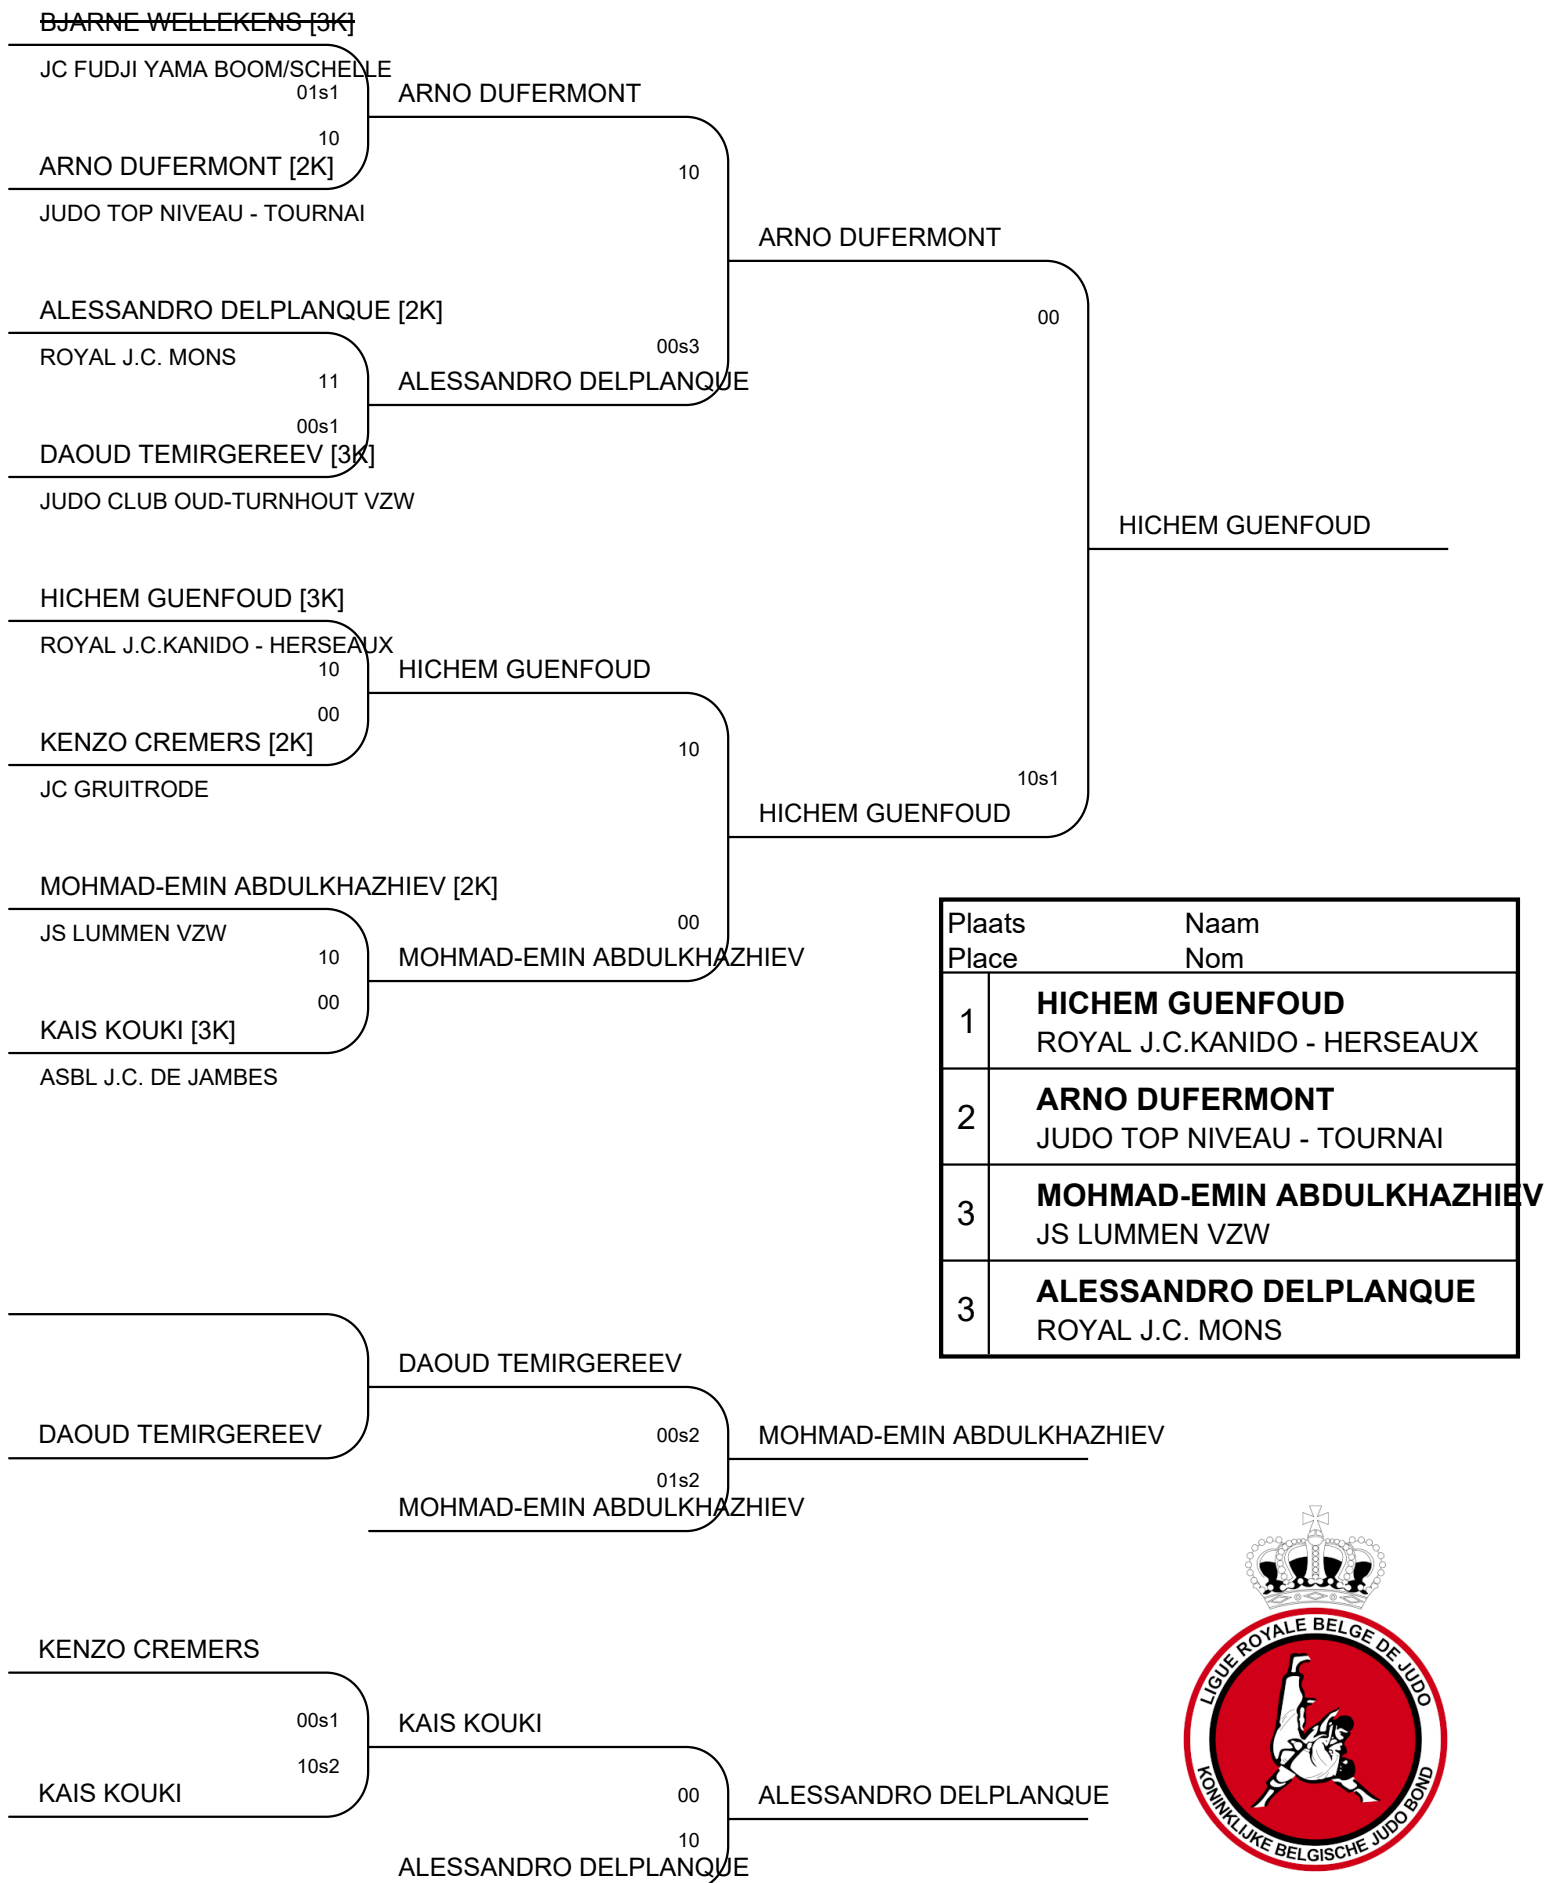 BJARNE WELLEKENS [3K]
JC FUDJI YAMA BOOM/SCHELLE
01s1
ARNO DUFERMONT
10
ARNO DUFERMONT [2K]
10
JUDO TOP NIVEAU - TOURNAI
ARNO DUFERMONT
ALESSANDRO DELPLANQUE [2K]
00
ROYAL J.C. MONS
00s3
11
ALESSANDRO DELPLANQUE
00s1
DAOUD TEMIRGEREEV [3K]
JUDO CLUB OUD-TURNHOUT VZW
HICHEM GUENFOUD
HICHEM GUENFOUD [3K]
ROYAL J.C.KANIDO - HERSEAUX
10
HICHEM GUENFOUD
00
KENZO CREMERS [2K]
10
JC GRUITRODE
10s1
HICHEM GUENFOUD
MOHMAD-EMIN ABDULKHAZHIEV [2K]
JS LUMMEN VZW
00
10
MOHMAD-EMIN ABDULKHAZHIEV
00
KAIS KOUKI [3K]
ASBL J.C. DE JAMBES
Plaats Naam
Place Nom
1 HICHEM GUENFOUD
ROYAL J.C.KANIDO - HERSEAUX
2 ARNO DUFERMONT
JUDO TOP NIVEAU - TOURNAI
3 MOHMAD-EMIN ABDULKHAZHIEV
JS LUMMEN VZW
3 ALESSANDRO DELPLANQUE
ROYAL J.C. MONS
DAOUD TEMIRGEREEV
DAOUD TEMIRGEREEV
00s2
MOHMAD-EMIN ABDULKHAZHIEV
01s2
MOHMAD-EMIN ABDULKHAZHIEV
KENZO CREMERS
00s1
KAIS KOUKI
10s2
KAIS KOUKI
00
ALESSANDRO DELPLANQUE
10
ALESSANDRO DELPLANQUE
LIGUE ROYALE BELGE DE JUDO
KONINKLIJKE BELGISCHE JUDO BOND